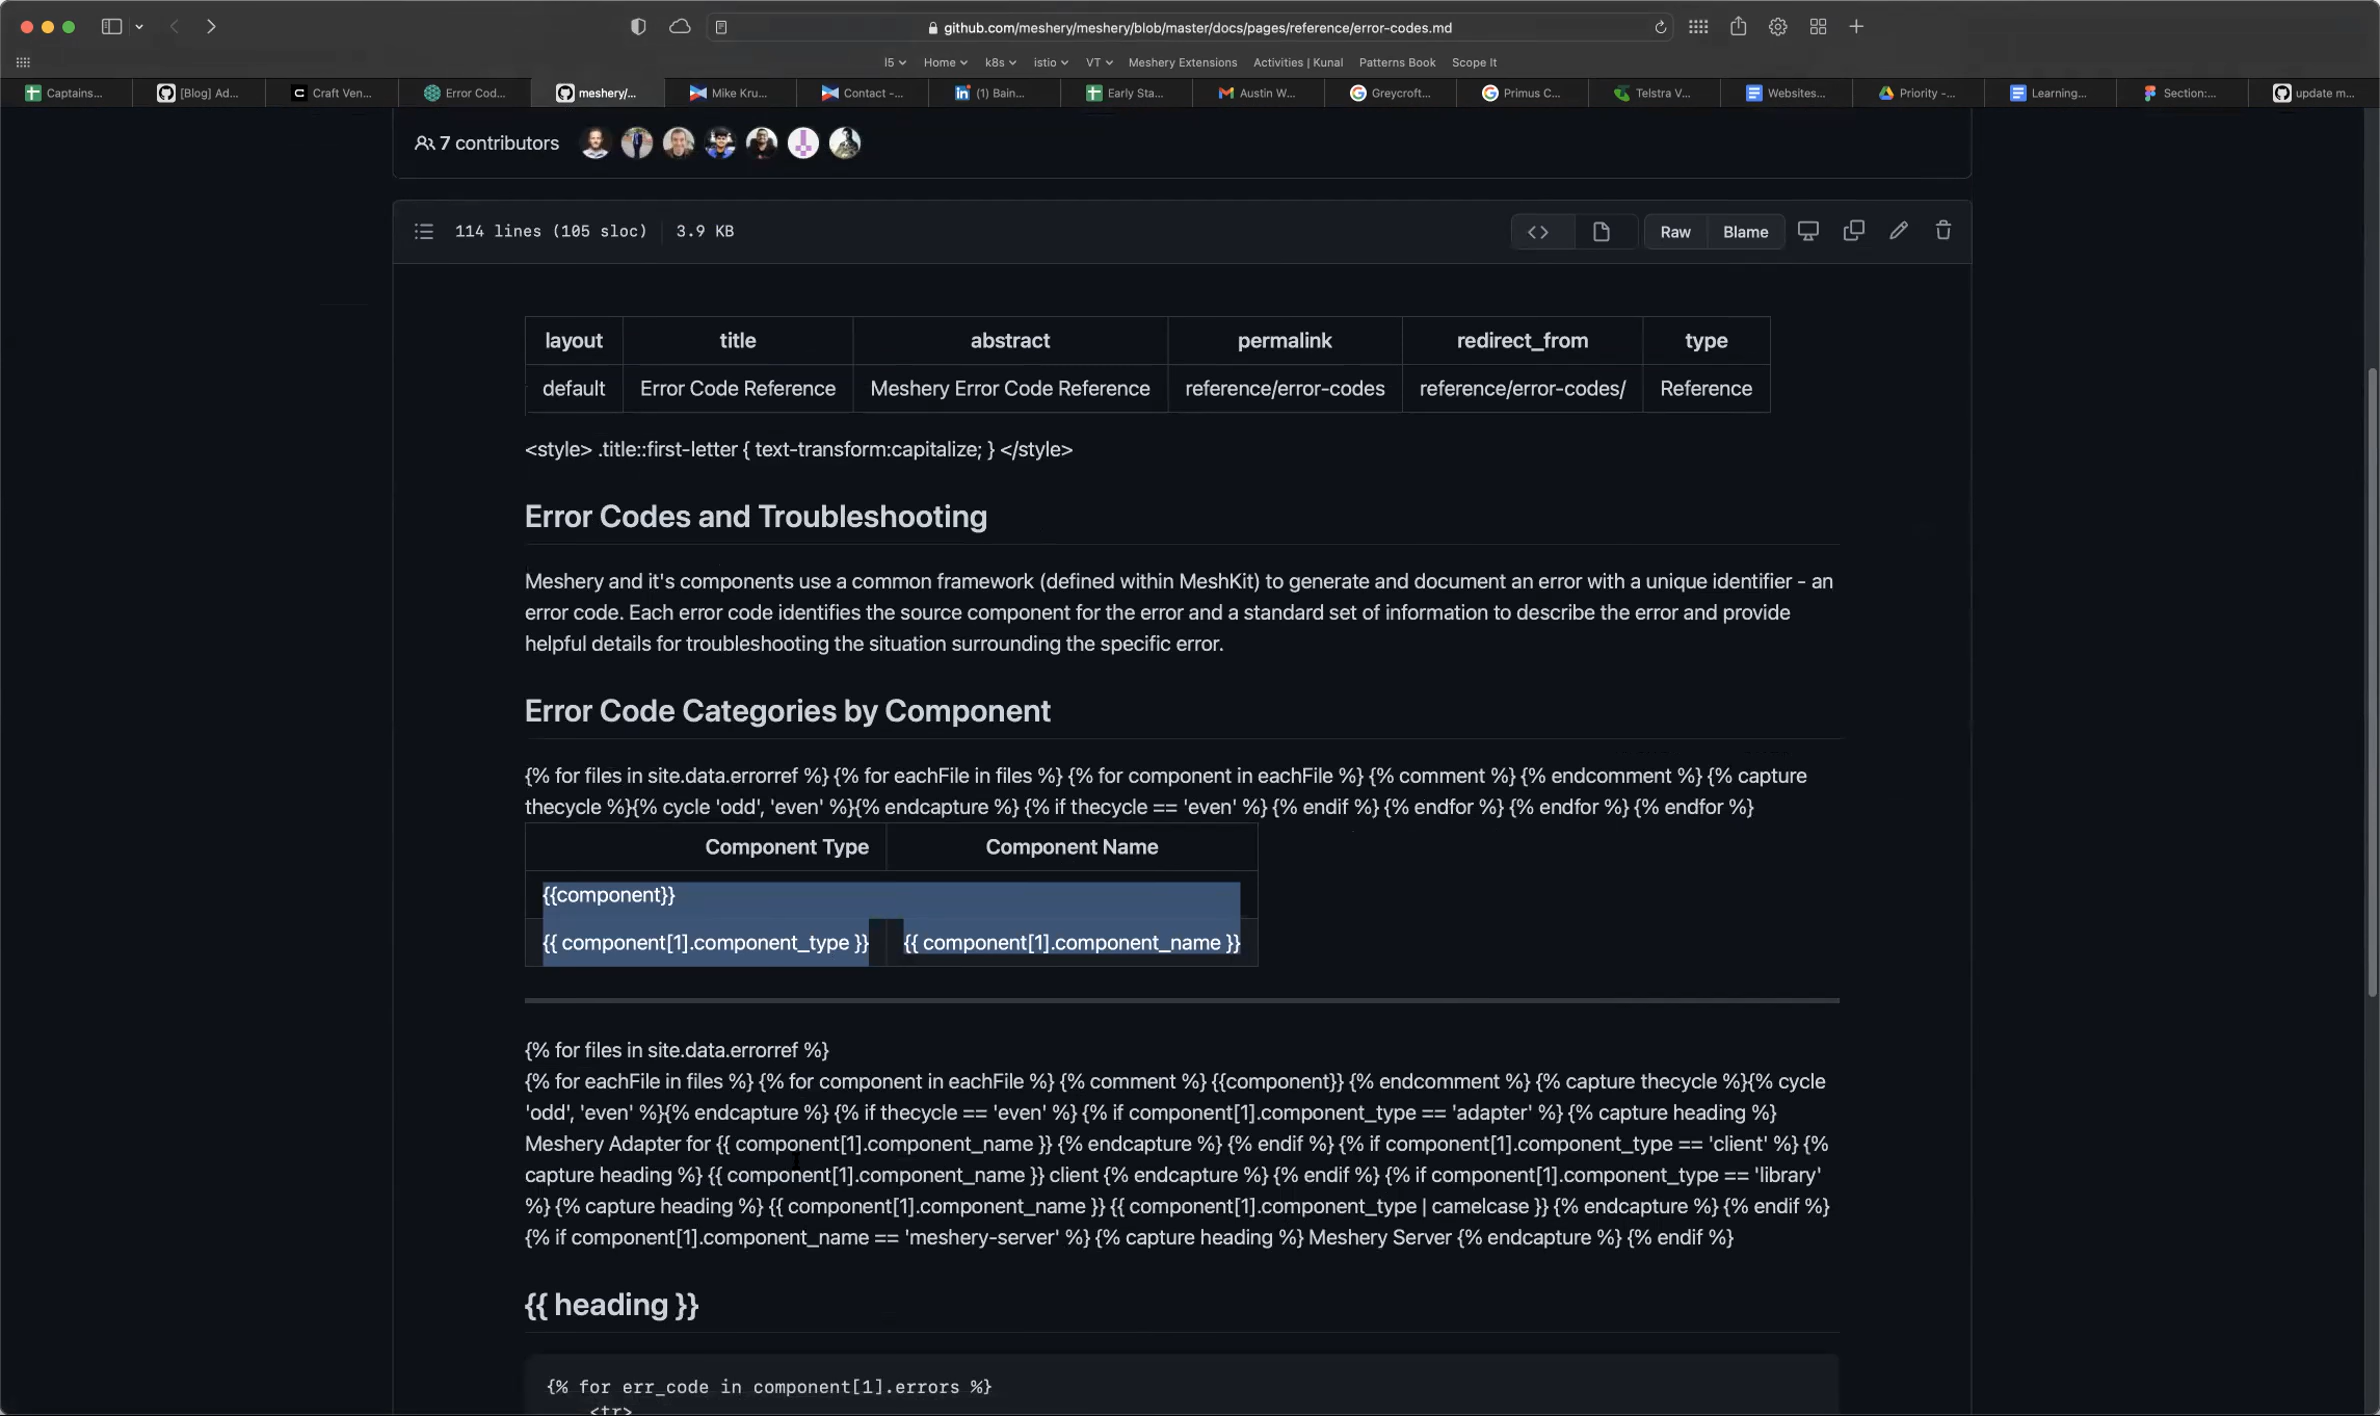 github.com/meshery/meshery/blob/master/docs/pages/reference/error-codes.md
l5 Home k8s istio VT Meshery Extensions Activities | Kunal Patterns Book Scope It
Captains... [Blog] Ad... Craft Ven... Error Cod... meshery/... Mike Kru... Contact -... (1) Bain... Early Sta... Austin W... Greycroft... Primus C... Telstra V... Websites... Priority -... Learning... Section:... update m...
7 contributors
114 lines (105 sloc) 3.9 KB Raw Blame
layout title abstract permalink redirect_from type
default Error Code Reference Meshery Error Code Reference reference/error-codes reference/error-codes/ Reference
<style> .title::first-letter { text-transform:capitalize; } </style>
Error Codes and Troubleshooting
Meshery and it's components use a common framework (defined within MeshKit) to generate and document an error with a unique identifier - an
error code. Each error code identifies the source component for the error and a standard set of information to describe the error and provide
helpful details for troubleshooting the situation surrounding the specific error.
Error Code Categories by Component
{% for files in site.data.errorref %} {% for eachFile in files %} {% for component in eachFile %} {% comment %} {% endcomment %} {% capture
thecycle %}{% cycle 'odd', 'even' %}{% endcapture %} {% if thecycle == 'even' %} {% endif %} {% endfor %} {% endfor %} {% endfor %}
Component Type Component Name
{{component}}
{{ component[1].component_type }} {{ component[1].component_name }}
{% for files in site.data.errorref %}
{% for eachFile in files %} {% for component in eachFile %} {% comment %} {{component}} {% endcomment %} {% capture thecycle %}{% cycle
'odd', 'even' %}{% endcapture %} {% if thecycle == 'even' %} {% if component[1].component_type == 'adapter' %} {% capture heading %}
Meshery Adapter for {{ component[1].component_name }} {% endcapture %} {% endif %} {% if component[1].component_type == 'client' %} {%
capture heading %} {{ component[1].component_name }} client {% endcapture %} {% endif %} {% if component[1].component_type == 'library'
%} {% capture heading %} {{ component[1].component_name }} {{ component[1].component_type | camelcase }} {% endcapture %} {% endif %}
{% if component[1].component_name == 'meshery-server' %} {% capture heading %} Meshery Server {% endcapture %} {% endif %}
{{ heading }}
{% for err_code in component[1].errors %}
<tr>